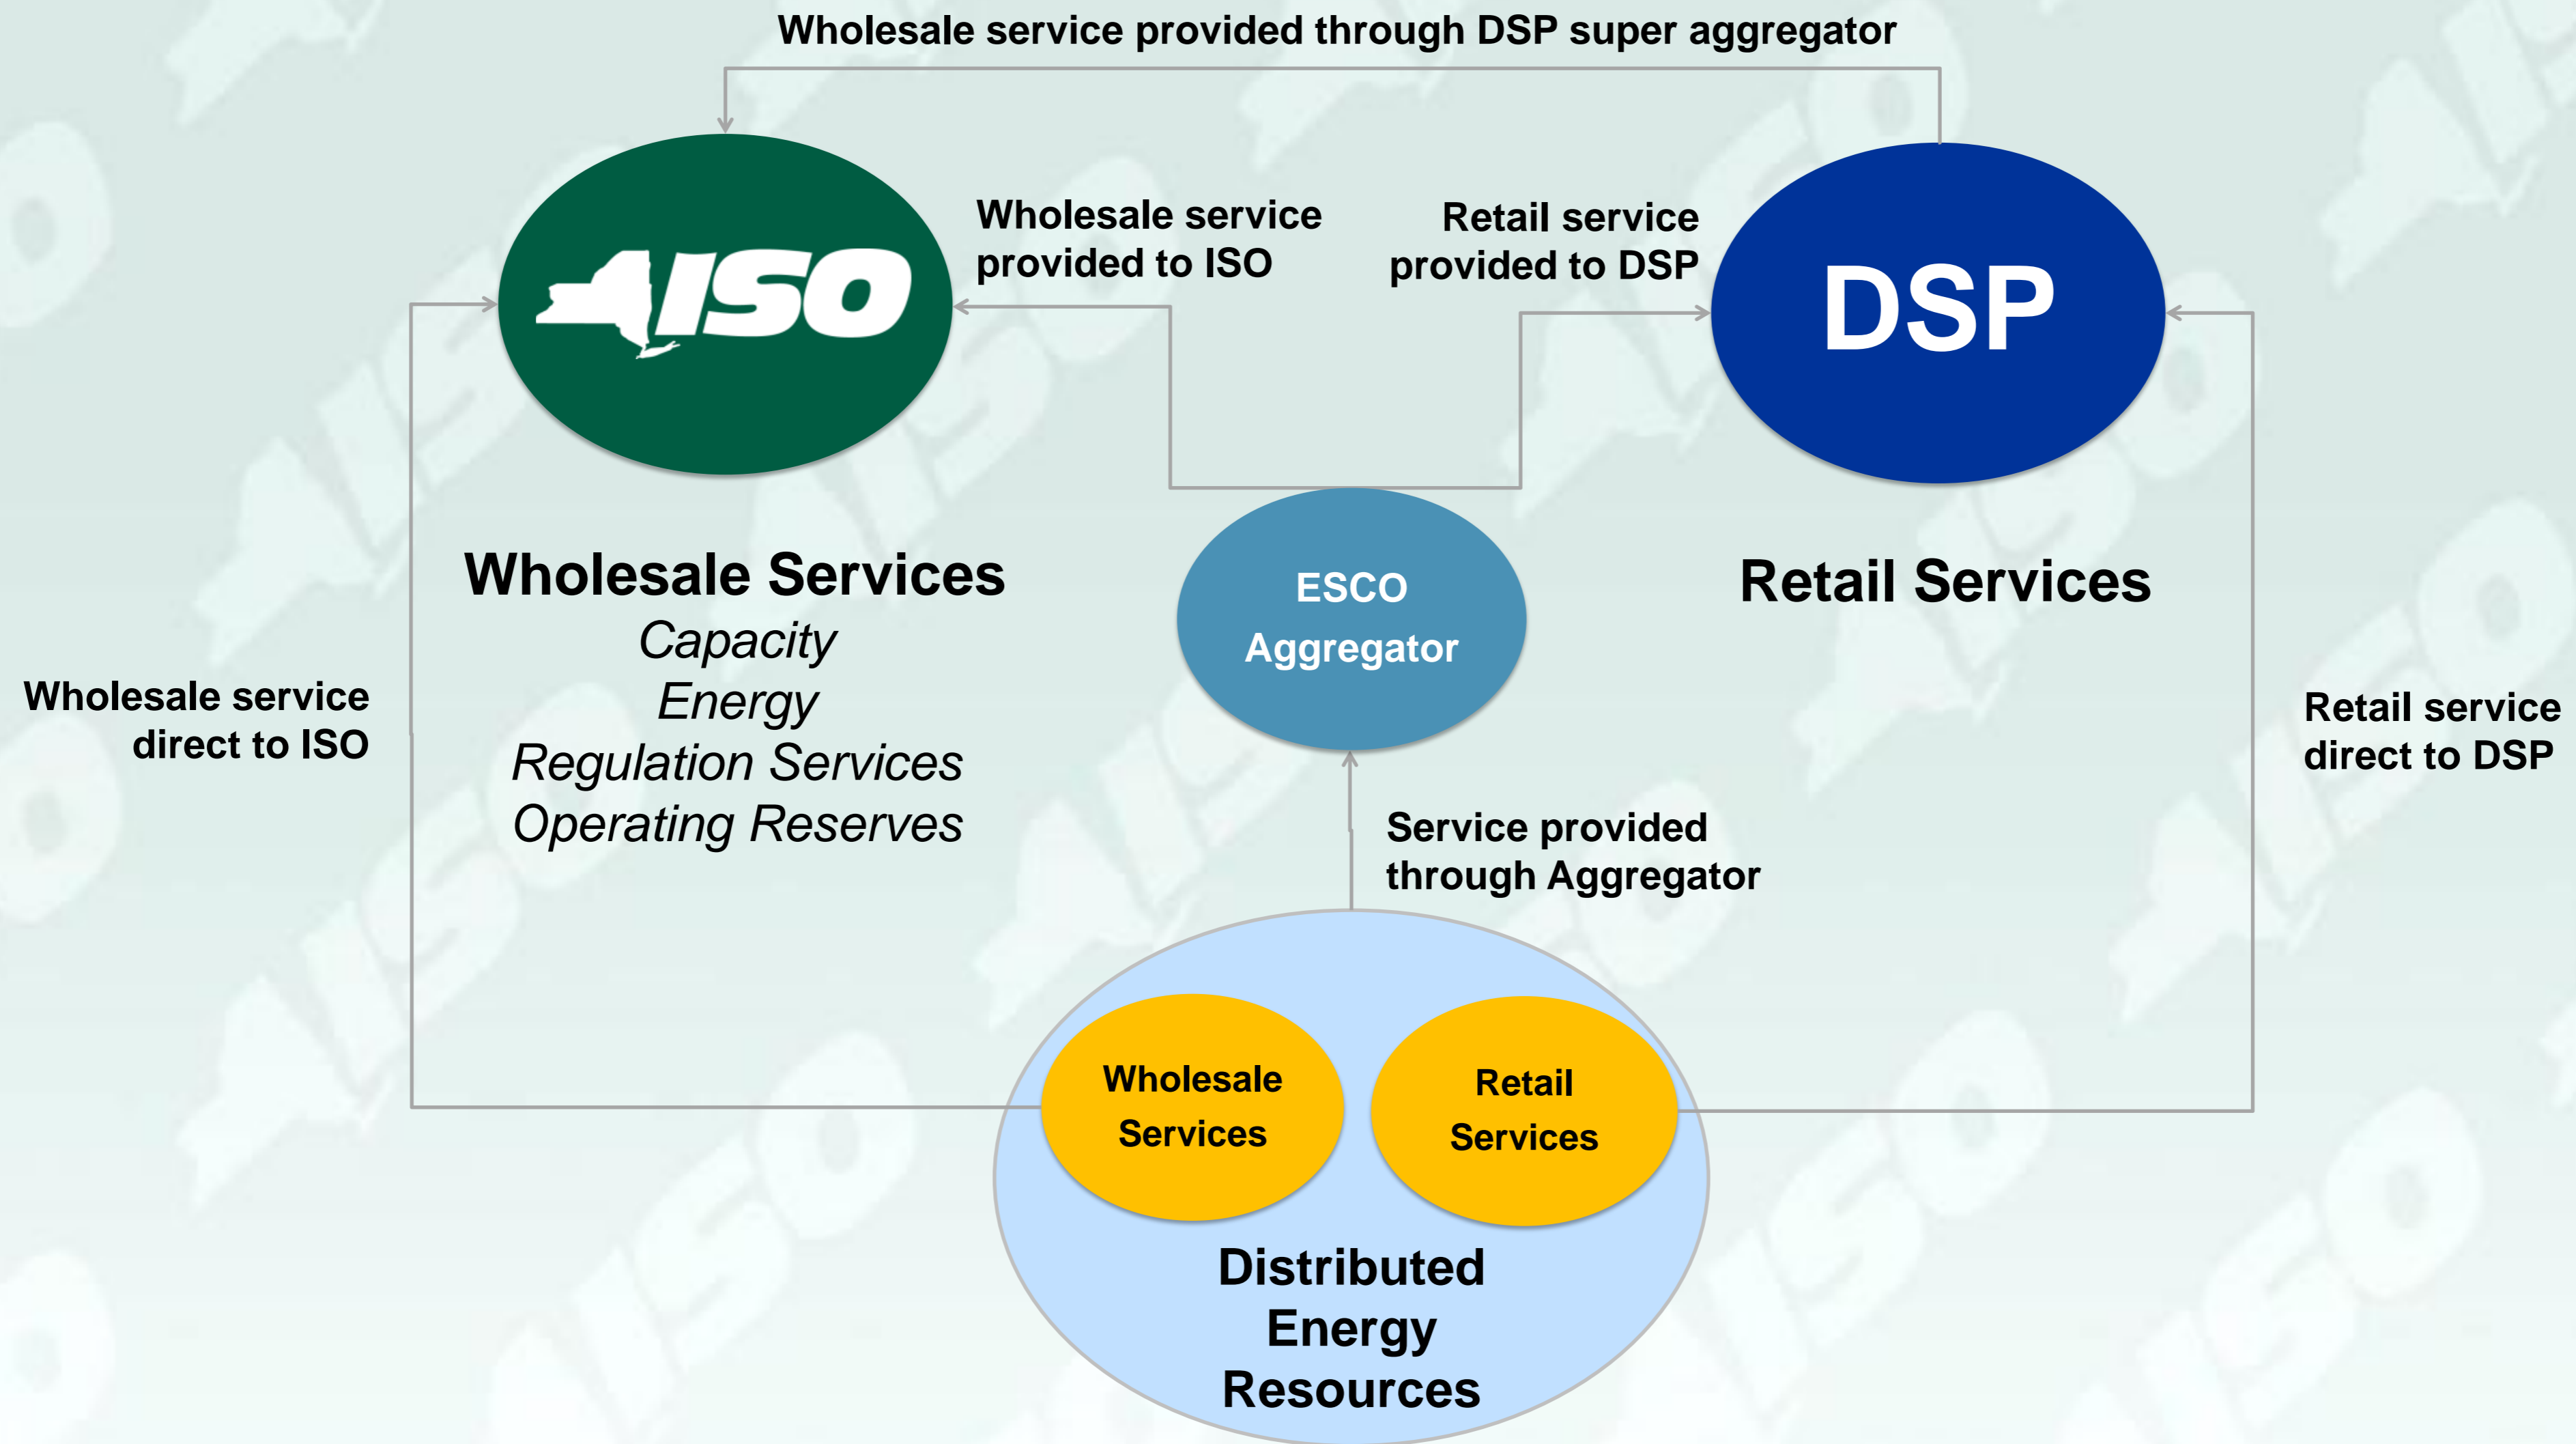 Wholesale service provided through DSP super aggregator
ISO
Wholesale service
provided to ISO
Retail service
provided to DSP
DSP
Wholesale Services
Capacity
Energy
Regulation Services
Operating Reserves
ESCO
Aggregator
Retail Services
Wholesale service
direct to ISO
Retail service
direct to DSP
Service provided
through Aggregator
Wholesale
Services
Retail
Services
Distributed
Energy
Resources